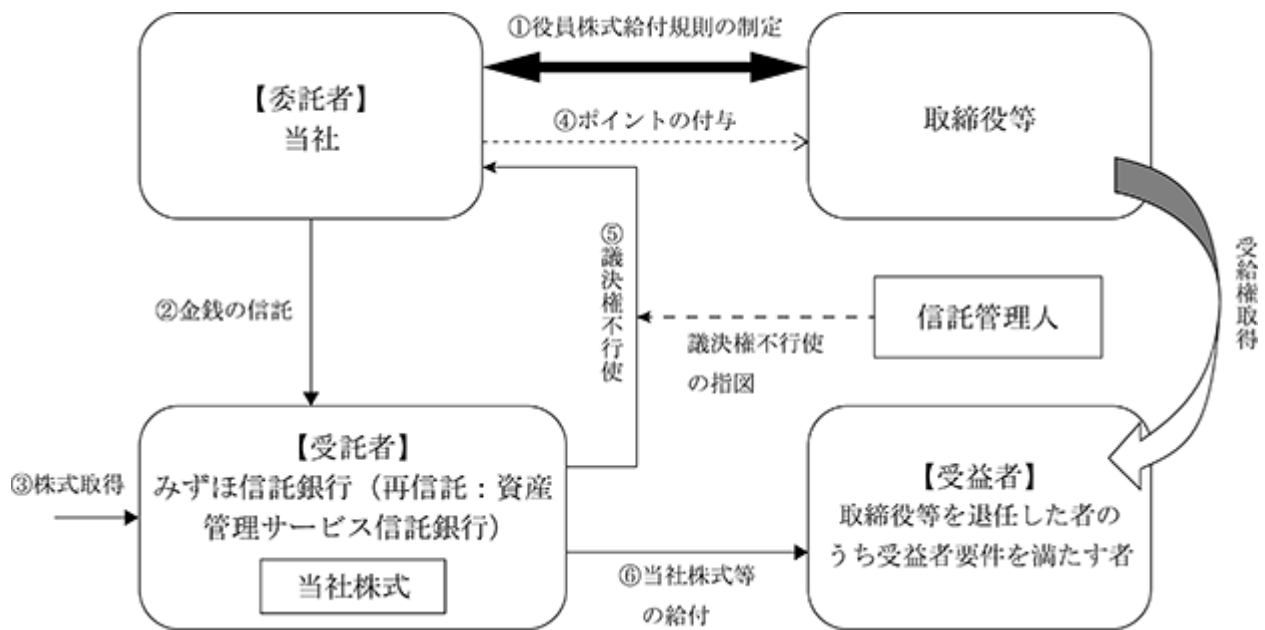 ①役員株式給付規則の制定
【委託者】
当社
④ポイントの付与
取締役等
⑤議決権不行使
受給権取得
②金銭の信託
信託管理人
議決権不行使
の指図
③株式取得
【受託者】
みずほ信託銀行（再信託：資産
管理サービス信託銀行）
当社株式
【受益者】
取締役等を退任した者の
うち受益者要件を満たす者
⑥当社株式等
の給付